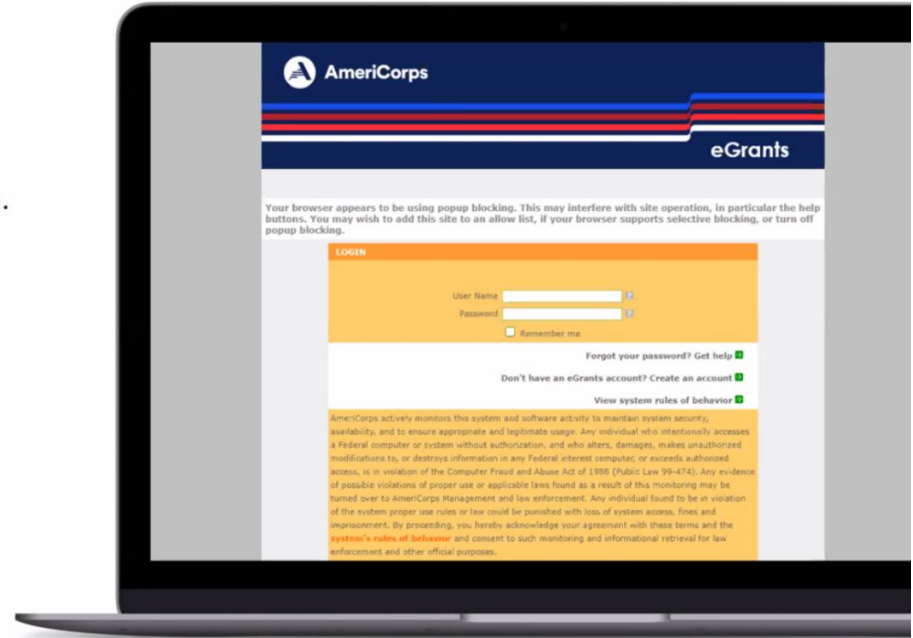 AmeriCorps
eGrants
.
Your browser appears to be using popup blocking. This may interfere with site operation, in particular the help
buttons. You may wish to add this site to an allow list, if your browser supports selective blocking, or turn off
popup blocking.
LOGIN
User Name
Password
Remember me
Forgot your password? Get help
Don't have an eGrants account? Create an account
View system rules of behavior
AmeriCorps actively monitors this system and software activity to maintain system security,
availability, and to ensure appropriate and legitimate usage. Any individual who intentionally accesses
a Federal computer or system without authorization, and who alters, damages, makes unauthorized
modifications to, or destroys information in any Federal interest computer, or exceeds authorized
access, is in violation of the Computer Fraud and Abuse Act of 1986 (Public Law 99-474). Any evidence
of possible violations of proper use or applicable laws found as a result of this monitoring may be
turned over to AmeriCorps Management and law enforcement. Any individual found to be in violation
of the system proper use rules or law could be punished with loss of system access, fines and
imprisonment. By proceeding, you hereby acknowledge your agreement with these terms and the
system's rules of behavior and consent to such monitoring and informational retrieval for law
enforcement and other official purposes.